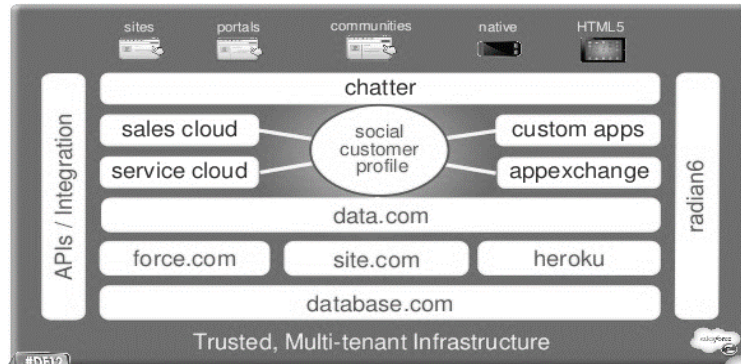 sites portals communities native HTML5
chatter
APIs / Integration
sales cloud
service cloud
social
customer
profile
custom apps
appexchange
radian6
data.com
force.com site.com heroku
database.com
Trusted, Multi-tenant Infrastructure
salesforce
#DF12